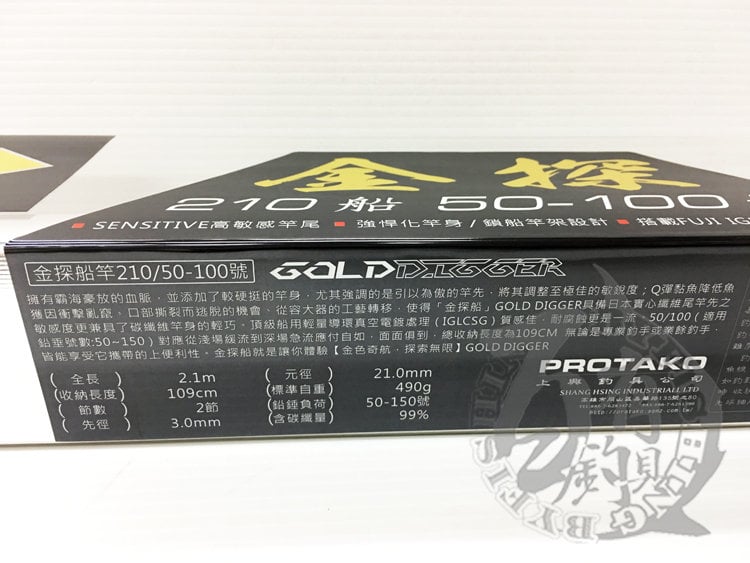 金探
210 船 50-100
■ SENSITIVE高敏感竿尾 ■ 強悍化竿身/鎖船竿架設計 ■ 搭載FUJI IG
金探船竿210/50-100號 GOLD DIGGER
擁有霸海豪放的血脈,並添加了較硬挺的竿身,尤其強調的是引以為傲的竿先,將其調整至極佳的敏銳度;Q彈黏魚降低魚
獲因衝擊亂竄,口部撕裂而逃脫的機會,從容大器的工藝轉移,使得「金探船」GOLD DIGGER具備日本實心纖維尾竿先之
敏感度更兼具了碳纖維竿身的輕巧,頂級船用輕量導環真空電鍍處理(IGLCSG)質感佳,耐腐蝕更是一流。50/100(適用
鉛垂號數:50~150)對應從淺場緩流到深場急流應付自如,面面俱到,總收納長度為109CM 無論是專業釣手或業餘釣手,
皆能享受它攜帶的上便利性。金探船就是讓你體驗【金色奇航,探索無限】GOLD DIGGER
(全長) 2.1m (元徑) 21.0mm
(收納長度) 109cm (標準自重) 490g
(節數) 2節 (鉛錘負荷) 50-150號
(先徑) 3.0mm (含碳纖量) 99%
PROTAKO
上興釣具公司
SHANG HSING INDUSTRIAL LTD
http://protako.so
釣具